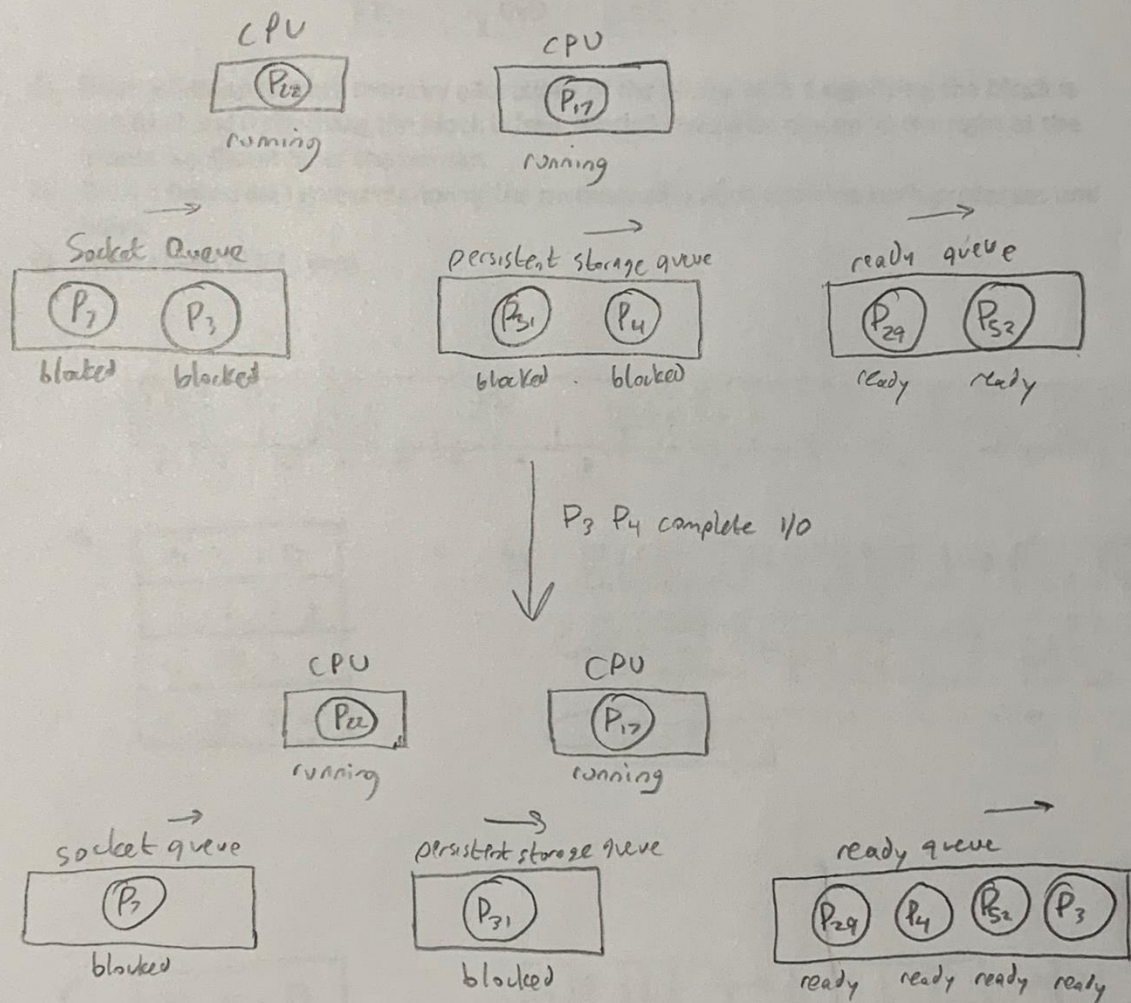 CPU CPU
P22 P17
running running
Socket Queue persistent storage queue ready queue
P7 P3 P31 P4 P29 P52
blocked blocked blocked blocked ready ready
P3 P4 complete I/O
CPU CPU
P22 P17
running running
socket queue persistent storage queue ready queue
P7 P31 P29 P4 P52 P3
blocked blocked ready ready ready ready